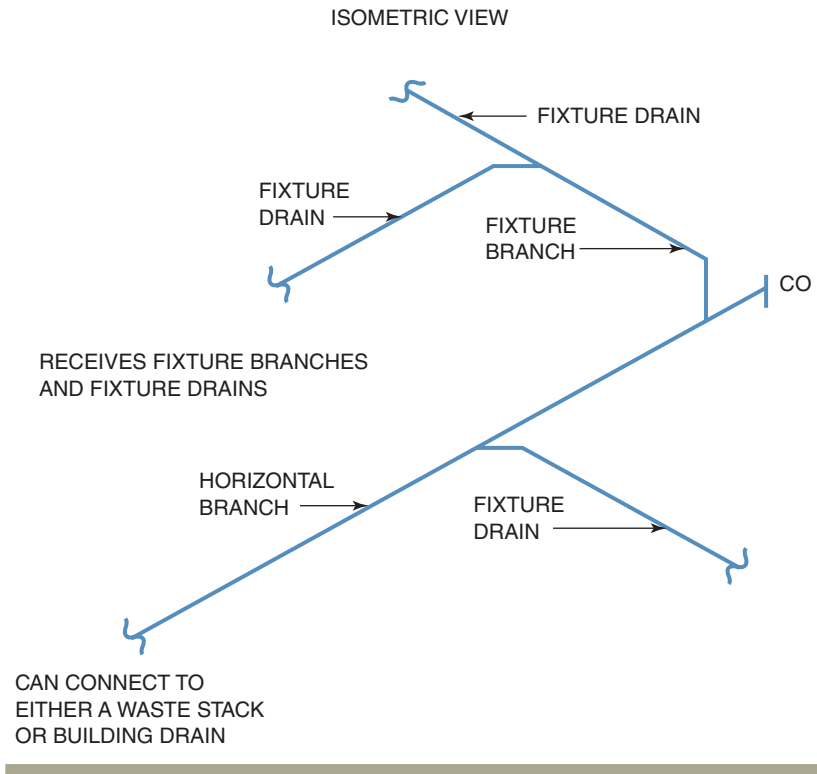 ISOMETRIC VIEW
FIXTURE DRAIN
FIXTURE
DRAIN
FIXTURE
BRANCH
CO
RECEIVES FIXTURE BRANCHES
AND FIXTURE DRAINS
HORIZONTAL
BRANCH
FIXTURE
DRAIN
CAN CONNECT TO
EITHER A WASTE STACK
OR BUILDING DRAIN